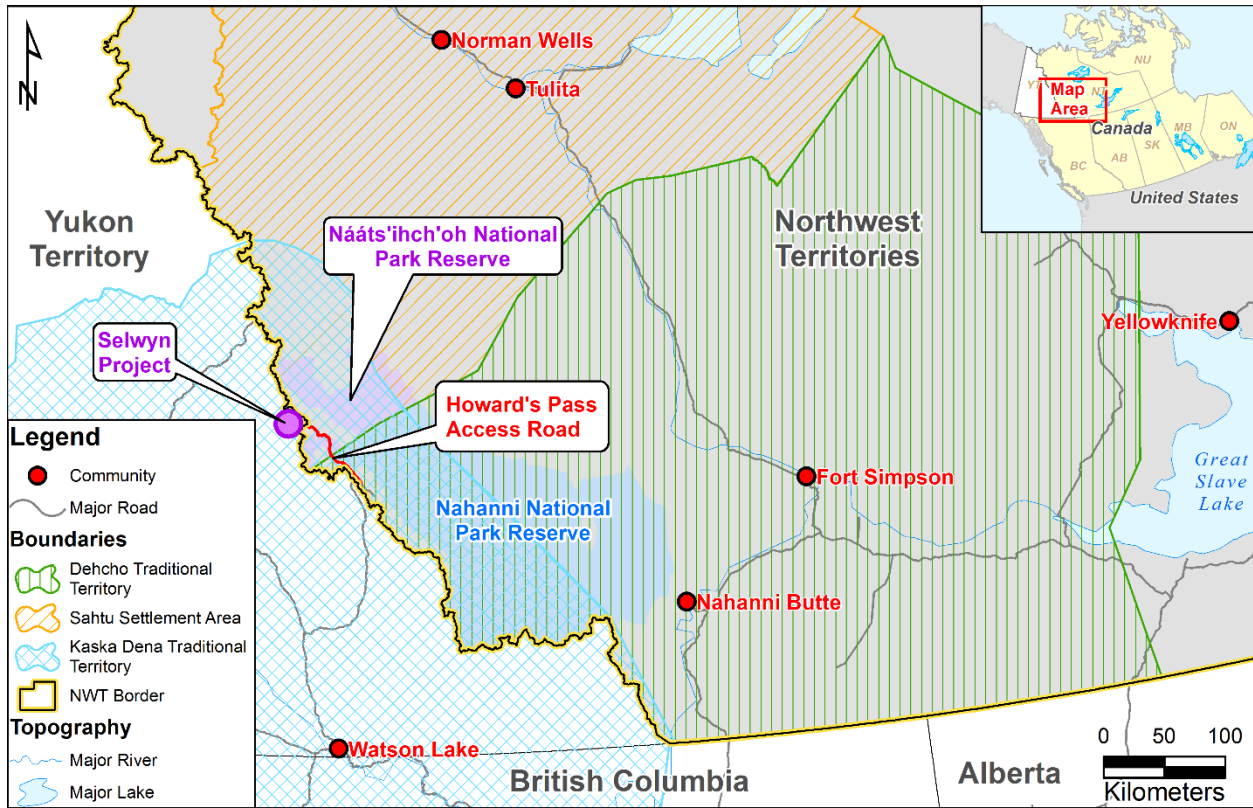 N
Norman Wells
Tulita
Yukon
Territory
Nááts'ihch'oh National
Park Reserve
Northwest
Territories
Selwyn
Project
Yellowknife
Howard's Pass
Access Road
Fort Simpson
Great
Slave
Lake
Nahanni National
Park Reserve
Nahanni Butte
Watson Lake
British Columbia
Alberta
0 50 100
Kilometers
Legend
Community
Major Road
Boundaries
Dehcho Traditional
Territory
Sahtu Settlement Area
Kaska Dena Traditional
Territory
NWT Border
Topography
Major River
Major Lake
NU
YT
NT
Map
Area
Canada
MB
ON
SK
AB
BC
United States